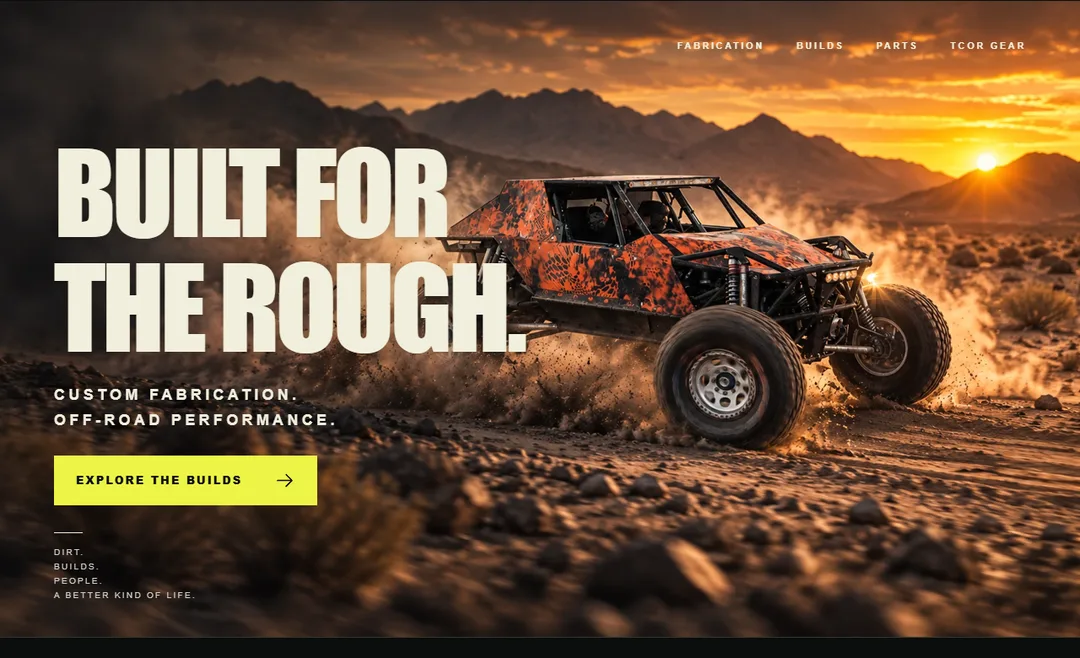 FABRICATION BUILDS PARTS TCOR GEAR
BUILT FOR
THE ROUGH.
CUSTOM FABRICATION.
OFF-ROAD PERFORMANCE.
EXPLORE THE BUILDS →
DIRT.
BUILDS.
PEOPLE.
A BETTER KIND OF LIFE.